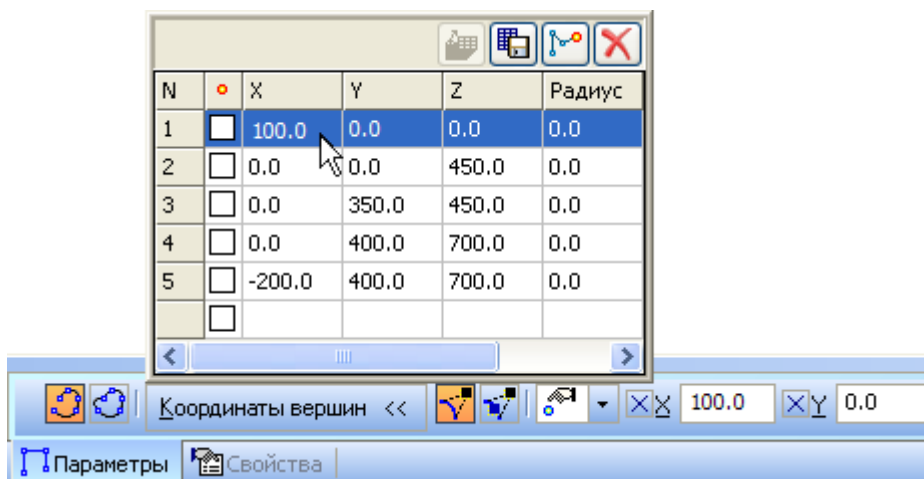 N X Y Z Радиус
1 100.0 0.0 0.0 0.0
2 0.0 0.0 450.0 0.0
3 0.0 350.0 450.0 0.0
4 0.0 400.0 700.0 0.0
5 -200.0 400.0 700.0 0.0
Координаты вершин << X 100.0 Y 0.0
Параметры Свойства